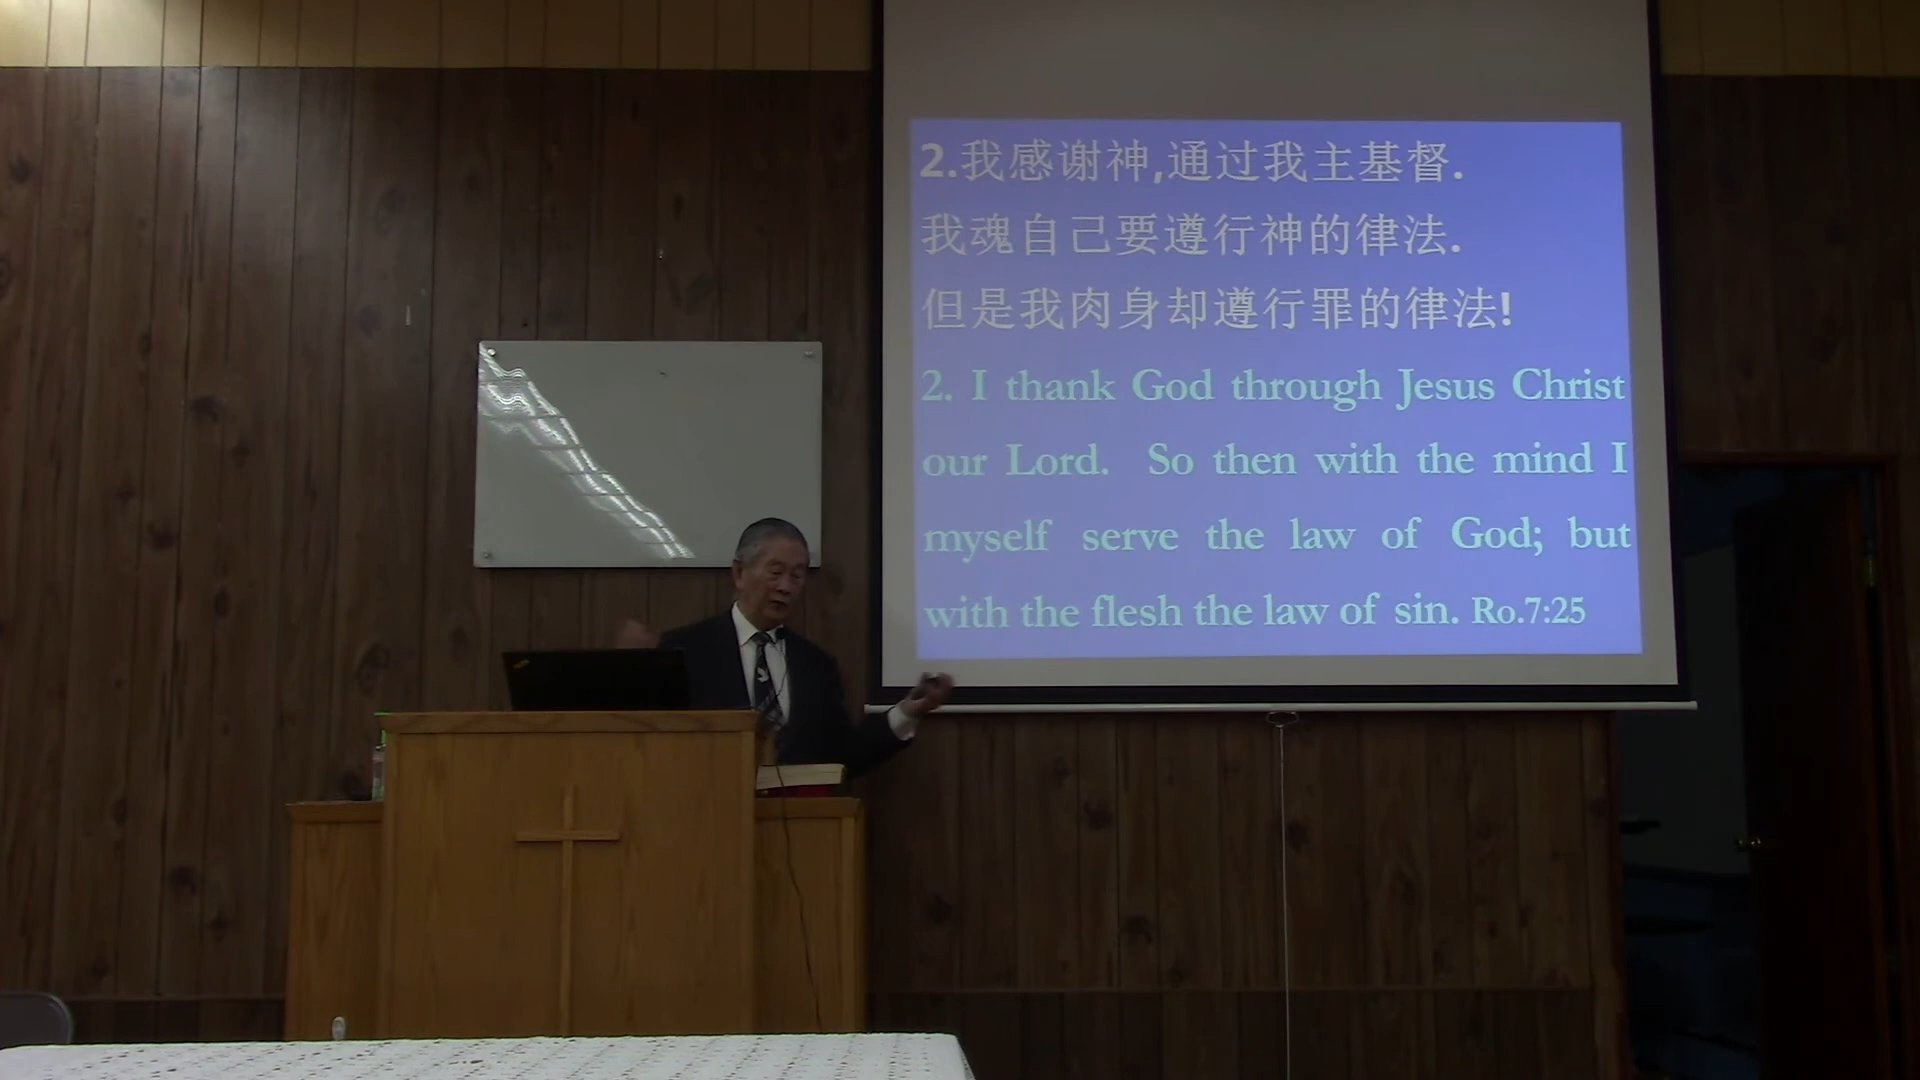 2.我感谢神,通过我主基督.
我魂自己要遵行神的律法.
但是我肉身却遵行罪的律法!
2. I thank God through Jesus Christ
our Lord. So then with the mind I
myself serve the law of God; but
with the flesh the law of sin. Ro.7:25